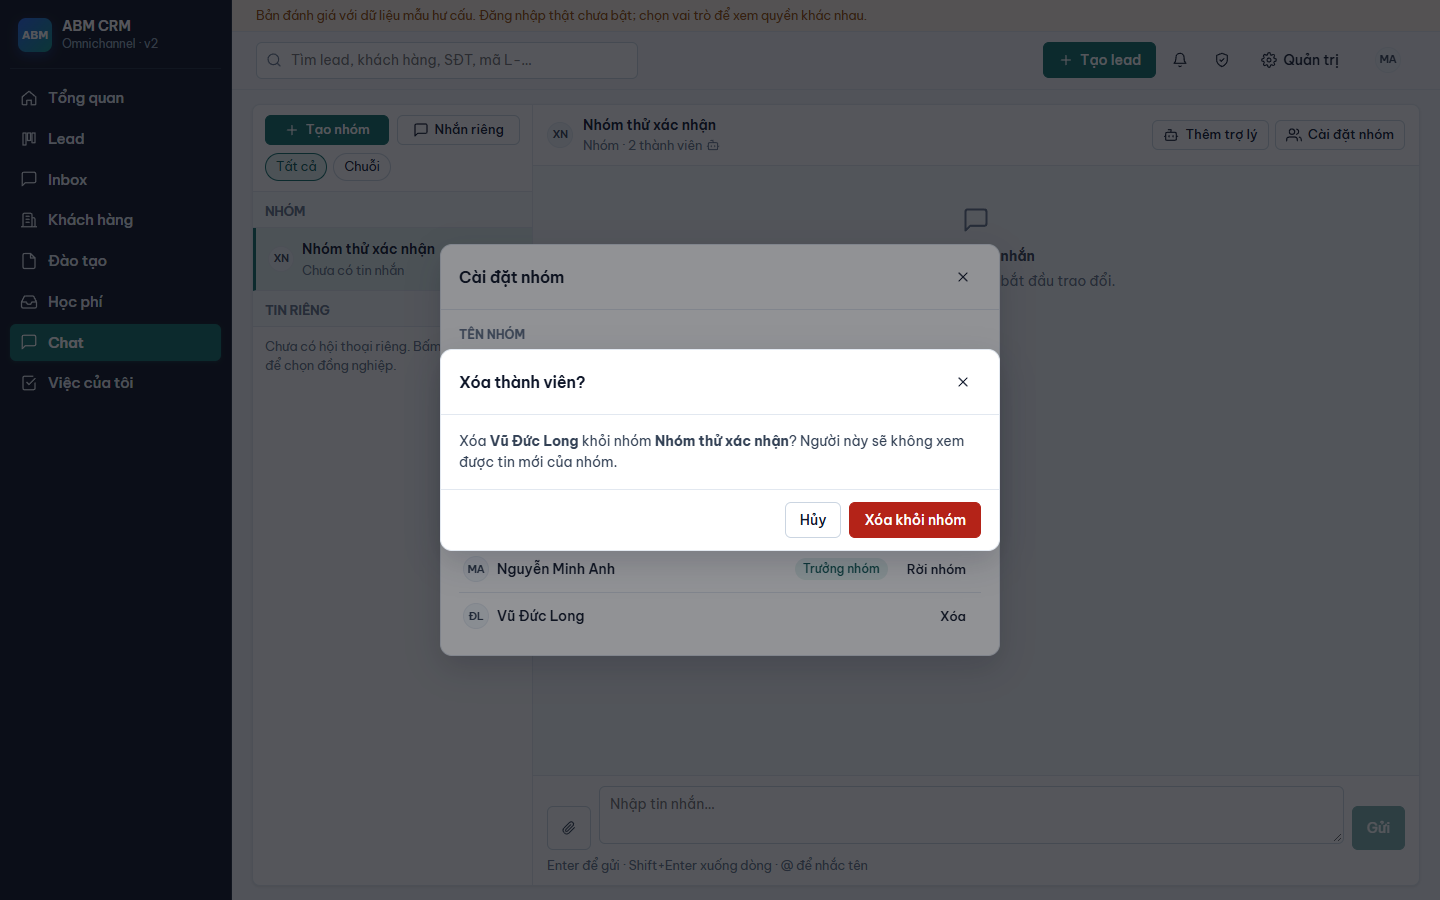 ABM
ABM CRM
Omnichannel · v2
Tổng quan
Lead
Inbox
Khách hàng
Đào tạo
Học phí
Chat
Việc của tôi
Bản đánh giá với dữ liệu mẫu hư cấu. Đăng nhập thật chưa bật; chọn vai trò để xem quyền khác nhau.
Tìm lead, khách hàng, SĐT, mã L-...
Tạo lead
Quản trị
MA
Tạo nhóm
Nhắn riêng
Tất cả
Chuỗi
NHÓM
XN
Nhóm thử xác nhận
Chưa có tin nhắn
TIN RIÊNG
Chưa có hội thoại riêng. Bấm
để chọn đồng nghiệp.
XN
Nhóm thử xác nhận
Nhóm · 2 thành viên
Thêm trợ lý
Cài đặt nhóm
nhắn
bắt đầu trao đổi.
Cài đặt nhóm
TÊN NHÓM
Xóa thành viên?
Xóa Vũ Đức Long khỏi nhóm Nhóm thử xác nhận? Người này sẽ không xem
được tin mới của nhóm.
Hủy
Xóa khỏi nhóm
MA
Nguyễn Minh Anh
Trưởng nhóm
Rời nhóm
ĐL
Vũ Đức Long
Xóa
Nhập tin nhắn...
Gửi
Enter để gửi · Shift+Enter xuống dòng · @ để nhắc tên